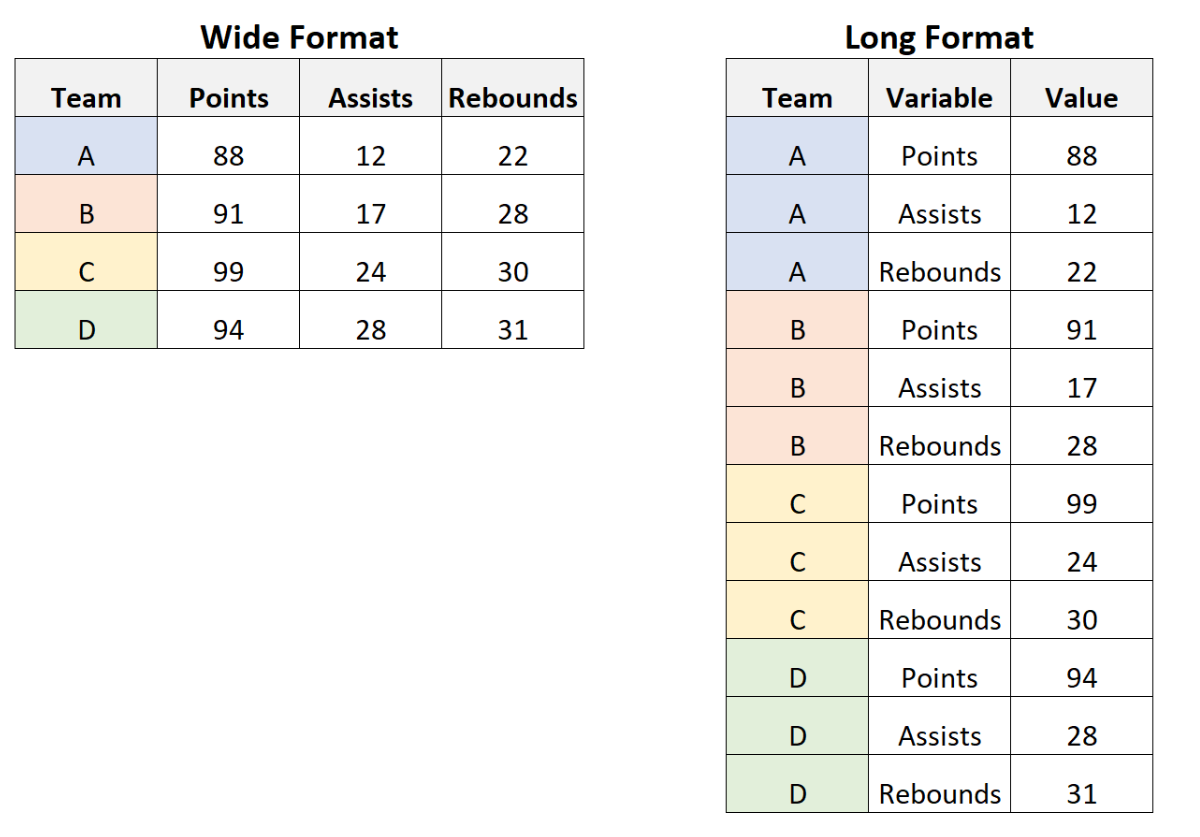 Wide Format
Team Points Assists Rebounds
A 88 12 22
B 91 17 28
C 99 24 30
D 94 28 31
Long Format
Team Variable Value
A Points 88
A Assists 12
A Rebounds 22
B Points 91
B Assists 17
B Rebounds 28
C Points 99
C Assists 24
C Rebounds 30
D Points 94
D Assists 28
D Rebounds 31